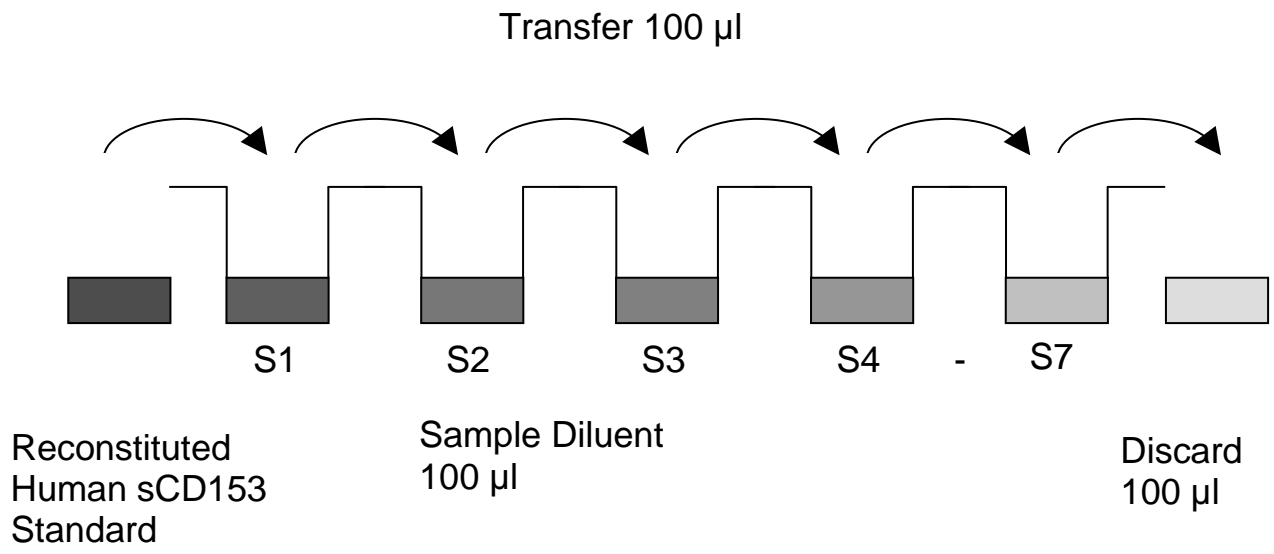 Transfer 100 µl
S1 S2 S3 S4 - S7
Reconstituted
Human sCD153
Standard
Sample Diluent
100 µl
Discard
100 µl